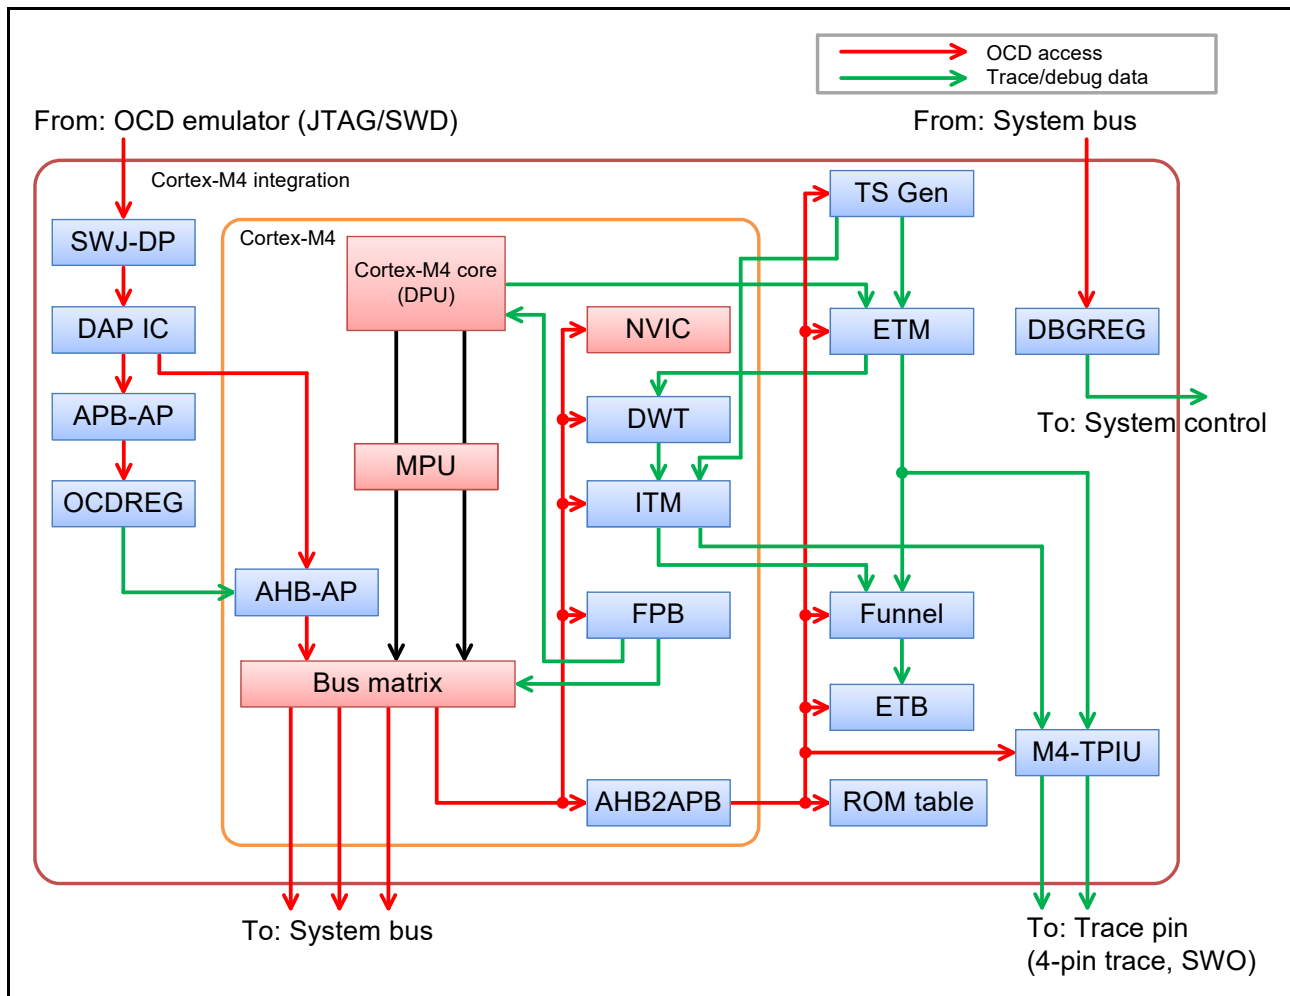 OCD access
Trace/debug data
From: OCD emulator (JTAG/SWD)
From: System bus
Cortex-M4 integration
TS Gen
SWJ-DP
Cortex-M4
Cortex-M4 core
(DPU)
DAP IC
NVIC
ETM
DBGREG
APB-AP
DWT
To: System control
MPU
OCDREG
ITM
AHB-AP
FPB
Funnel
Bus matrix
ETB
M4-TPIU
AHB2APB
ROM table
To: System bus
To: Trace pin
(4-pin trace, SWO)